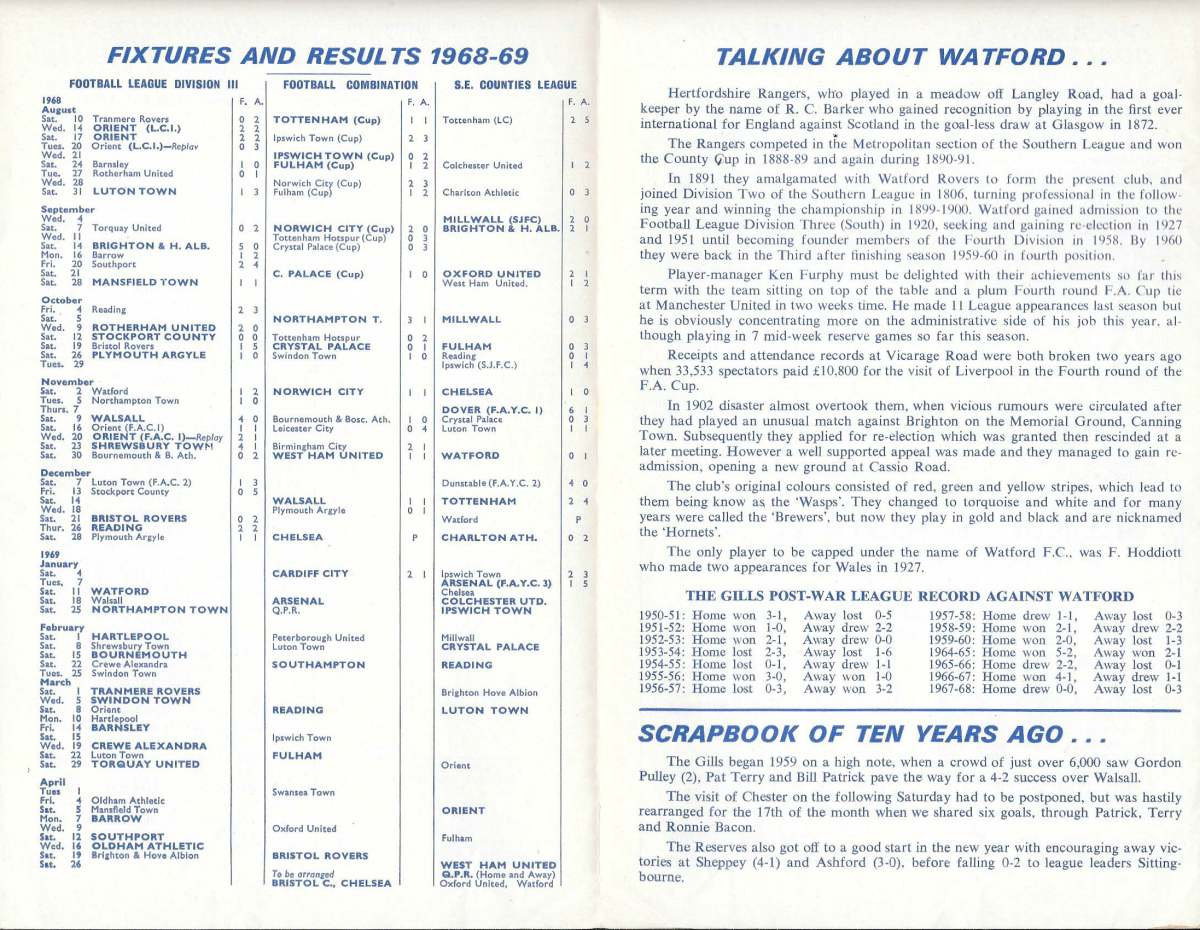 FIXTURES AND RESULTS 1968-69
FOOTBALL LEAGUE DIVISION III FOOTBALL COMBINATION S.E. COUNTIES LEAGUE
1968 F. A. F. A. F. A.
August
Sat. 10 Tranmere Rovers 0 2 TOTTENHAM (Cup) 1 1 Tottenham (LC) 2 5
Wed. 14 ORIENT (L.C.I.) 2 2
Sat. 17 ORIENT 2 2 Ipswich Town (Cup) 2 3
Tues. 20 Orient (L.C.I.)—Replay 0 3
Wed. 21 IPSWICH TOWN (Cup) 0 2
Sat. 24 Barnsley 1 0 FULHAM (Cup) 1 2 Colchester United 1 2
Tue. 27 Rotherham United 0 1
Wed. 28 Norwich City (Cup) 2 3
Sat. 31 LUTON TOWN 1 3 Fulham (Cup) 1 2 Charlton Athletic 0 3
September
Wed. 4 MILLWALL (SJFC) 2 0
Sat. 7 Torquay United 0 2 NORWICH CITY (Cup) 2 0 BRIGHTON & H. ALB. 2 1
Wed. 11 Tottenham Hotspur (Cup) 0 3
Sat. 14 BRIGHTON & H. ALB. 5 0 Crystal Palace (Cup) 0 3
Mon. 16 Barrow 1 2
Fri. 20 Southport 2 4
Sat. 21 C. PALACE (Cup) 1 0 OXFORD UNITED 2 1
Sat. 28 MANSFIELD TOWN 1 1 West Ham United. 1 2
October
Fri. 4 Reading 2 3
Sat. 5 NORTHAMPTON T. 3 1 MILLWALL 0 3
Wed. 9 ROTHERHAM UNITED 2 0
Sat. 12 STOCKPORT COUNTY 0 0 Tottenham Hotspur 0 2
Sat. 19 Bristol Rovers 1 5 CRYSTAL PALACE 0 1 FULHAM 0 3
Sat. 26 PLYMOUTH ARGYLE 1 0 Swindon Town 1 0 Reading 0 1
Tues. 29 Ipswich (S.J.F.C.) 1 4
November
Sat. 2 Watford 1 2 NORWICH CITY 1 1 CHELSEA 1 0
Tues. 5 Northampton Town 1 0
Thurs. 7 DOVER (F.A.Y.C. I) 6 1
Sat. 9 WALSALL 4 0 Bournemouth & Bosc. Ath. 1 0 Crystal Palace 0 3
Sat. 16 Orient (F.A.C.I) 1 1 Leicester City 0 4 Luton Town 1 1
Wed. 20 ORIENT (F.A.C. I)—Replay 2 1
Sat. 23 SHREWSBURY TOWN 4 1 Birmingham City 2 1
Sat. 30 Bournemouth & B. Ath. 0 2 WEST HAM UNITED 1 1 WATFORD 0 1
December
Sat. 7 Luton Town (F.A.C. 2) 1 3 Dunstable (F.A.Y.C. 2) 4 0
Fri. 13 Stockport County 0 5
Sat. 14 WALSALL 1 1 TOTTENHAM 2 4
Wed. 18 Plymouth Argyle 0 1
Sat. 21 BRISTOL ROVERS 0 2 Watford P
Thur. 26 READING 2 2
Sat. 28 Plymouth Argyle 1 1 CHELSEA P CHARLTON ATH. 0 2
1969
January
Sat. 4 CARDIFF CITY 2 1 Ipswich Town 2 3
Tues, 7 ARSENAL (F.A.Y.C. 3) 1 5
Sat. 11 WATFORD Chelsea
Sat. 18 Walsall ARSENAL COLCHESTER UTD.
Sat. 25 NORTHAMPTON TOWN Q.P.R. IPSWICH TOWN
February
Sat. 1 HARTLEPOOL Peterborough United Millwall
Sat. 8 Shrewsbury Town Luton Town CRYSTAL PALACE
Sat. 15 BOURNEMOUTH
Sat. 22 Crewe Alexandra SOUTHAMPTON READING
Tues. 25 Swindon Town
March
Sat. 1 TRANMERE ROVERS Brighton Hove Albion
Wed. 5 SWINDON TOWN
Sat. 8 Orient READING LUTON TOWN
Mon. 10 Hartlepool
Fri. 14 BARNSLEY
Sat. 15 Ipswich Town
Wed. 19 CREWE ALEXANDRA
Sat. 22 Luton Town FULHAM
Sat. 29 TORQUAY UNITED Orient
April
Tues 1 Swansea Town
Fri. 4 Oldham Athletic
Sat. 5 Mansfield Town ORIENT
Mon. 7 BARROW
Wed. 9 Oxford United
Sat. 12 SOUTHPORT Fulham
Wed. 16 OLDHAM ATHLETIC
Sat. 19 Brighton & Hove Albion BRISTOL ROVERS
Sat. 26 WEST HAM UNITED
To be arranged Q.P.R. (Home and Away)
BRISTOL C., CHELSEA Oxford United, Watford
TALKING ABOUT WATFORD . . .
Hertfordshire Rangers, who played in a meadow off Langley Road, had a goal-
keeper by the name of R. C. Barker who gained recognition by playing in the first ever
international for England against Scotland in the goal-less draw at Glasgow in 1872.
The Rangers competed in the Metropolitan section of the Southern League and won
the County Cup in 1888-89 and again during 1890-91.
In 1891 they amalgamated with Watford Rovers to form the present club, and
joined Division Two of the Southern League in 1806, turning professional in the follow-
ing year and winning the championship in 1899-1900. Watford gained admission to the
Football League Division Three (South) in 1920, seeking and gaining re-election in 1927
and 1951 until becoming founder members of the Fourth Division in 1958. By 1960
they were back in the Third after finishing season 1959-60 in fourth position.
Player-manager Ken Furphy must be delighted with their achievements so far this
term with the team sitting on top of the table and a plum Fourth round F.A. Cup tie
at Manchester United in two weeks time. He made 11 League appearances last season but
he is obviously concentrating more on the administrative side of his job this year, al-
though playing in 7 mid-week reserve games so far this season.
Receipts and attendance records at Vicarage Road were both broken two years ago
when 33,533 spectators paid £10,800 for the visit of Liverpool in the Fourth round of the
F.A. Cup.
In 1902 disaster almost overtook them, when vicious rumours were circulated after
they had played an unusual match against Brighton on the Memorial Ground, Canning
Town. Subsequently they applied for re-election which was granted then rescinded at a
later meeting. However a well supported appeal was made and they managed to gain re-
admission, opening a new ground at Cassio Road.
The club's original colours consisted of red, green and yellow stripes, which lead to
them being know as the 'Wasps'. They changed to torquoise and white and for many
years were called the 'Brewers', but now they play in gold and black and are nicknamed
the 'Hornets'.
The only player to be capped under the name of Watford F.C., was F. Hoddiott
who made two appearances for Wales in 1927.
THE GILLS POST-WAR LEAGUE RECORD AGAINST WATFORD
1950-51: Home won 3-1, Away lost 0-5 1957-58: Home drew 1-1, Away lost 0-3
1951-52: Home won 1-0, Away drew 2-2 1958-59: Home won 2-1, Away drew 2-2
1952-53: Home won 2-1, Away drew 0-0 1959-60: Home won 2-0, Away lost 1-3
1953-54: Home lost 2-3, Away lost 1-6 1964-65: Home won 5-2, Away won 2-1
1954-55: Home lost 0-1, Away drew 1-1 1965-66: Home drew 2-2, Away lost 0-1
1955-56: Home won 3-0, Away won 1-0 1966-67: Home won 4-1, Away drew 1-1
1956-57: Home lost 0-3, Away won 3-2 1967-68: Home drew 0-0, Away lost 0-3
SCRAPBOOK OF TEN YEARS AGO . . .
The Gills began 1959 on a high note, when a crowd of just over 6,000 saw Gordon
Pulley (2), Pat Terry and Bill Patrick pave the way for a 4-2 success over Walsall.
The visit of Chester on the following Saturday had to be postponed, but was hastily
rearranged for the 17th of the month when we shared six goals, through Patrick, Terry
and Ronnie Bacon.
The Reserves also got off to a good start in the new year with encouraging away vic-
tories at Sheppey (4-1) and Ashford (3-0), before falling 0-2 to league leaders Sitting-
bourne.